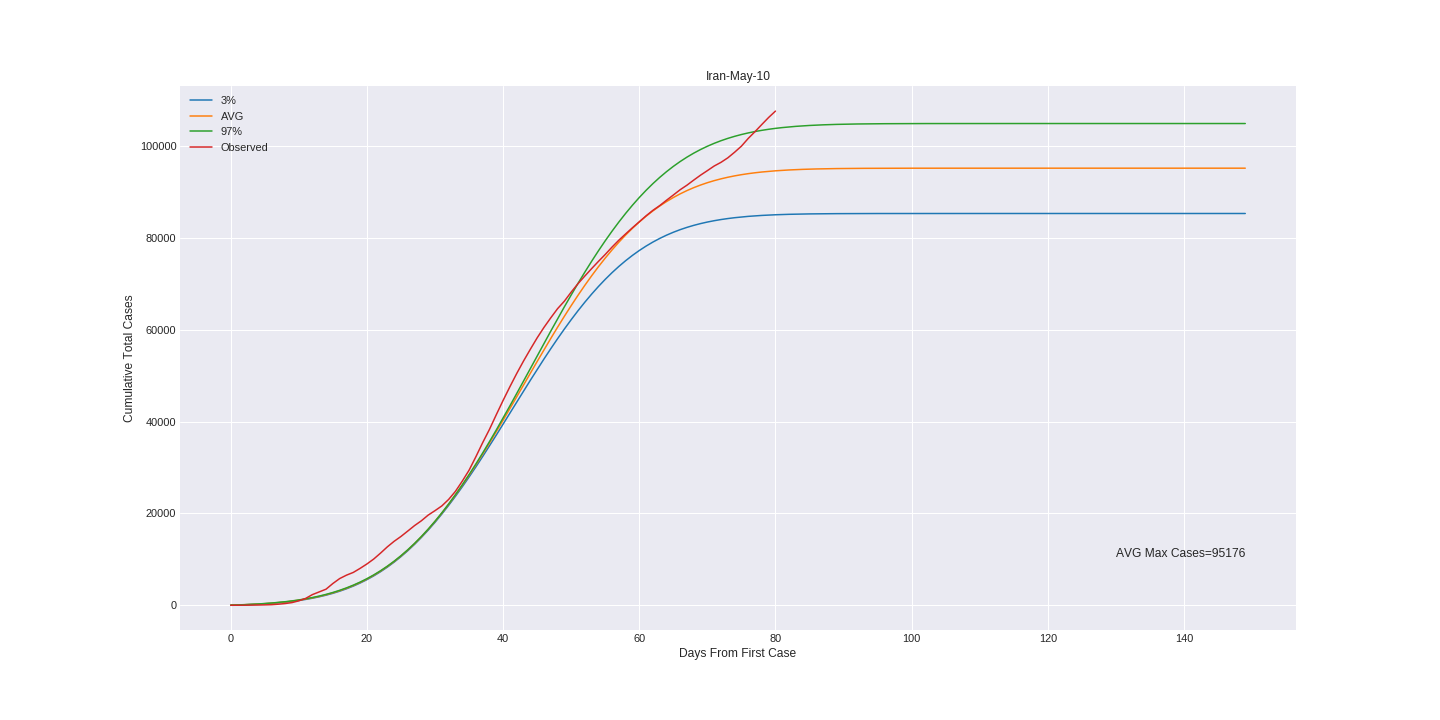 Iran-May-10
3%
AVG
97%
Observed
100000
80000
60000
40000
20000
0
Cumulative Total Cases
AVG Max Cases=95176
0 20 40 60 80 100 120 140
Days From First Case